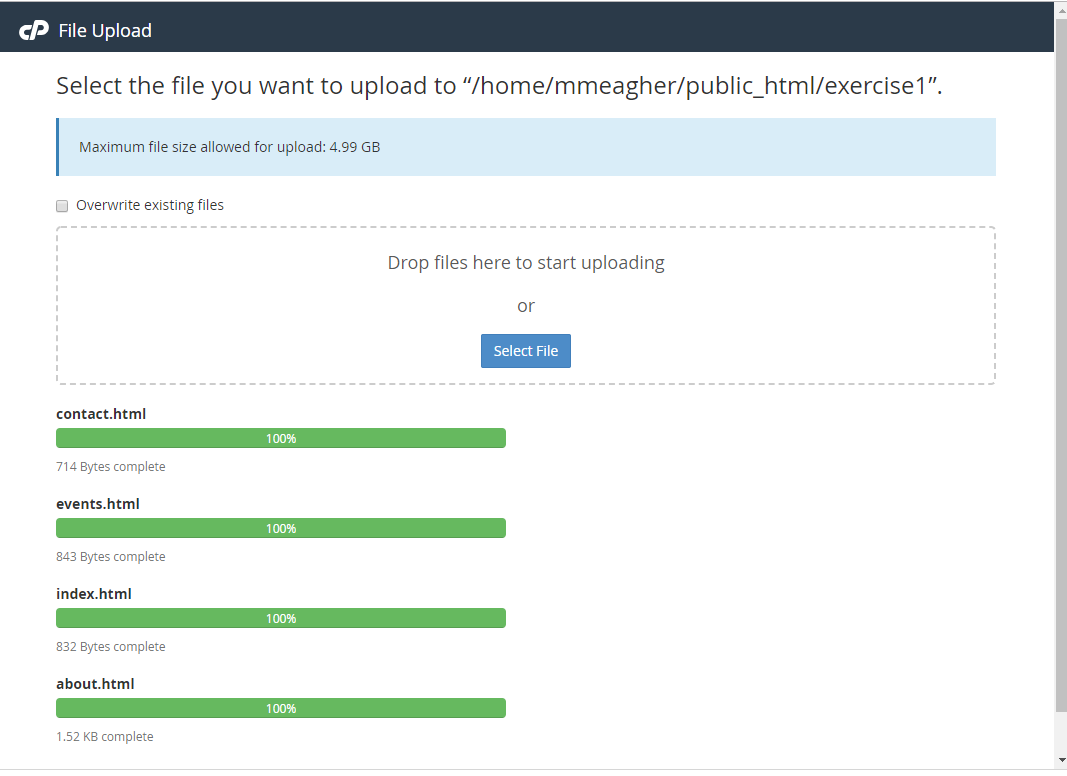 cP File Upload
Select the file you want to upload to “/home/mmeagher/public_html/exercise1”.
Maximum file size allowed for upload: 4.99 GB
Overwrite existing files
Drop files here to start uploading
or
Select File
contact.html
100%
714 Bytes complete
events.html
100%
843 Bytes complete
index.html
100%
832 Bytes complete
about.html
100%
1.52 KB complete